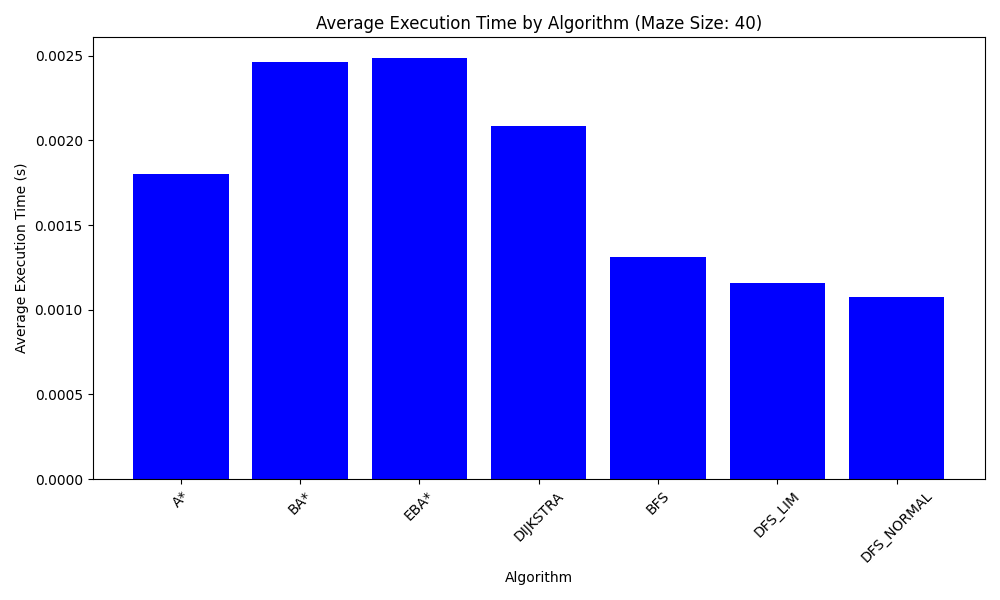 Average Execution Time by Algorithm (Maze Size: 40)
Average Execution Time (s)
0.0025
0.0020
0.0015
0.0010
0.0005
0.0000
A*
BA*
EBA*
DIJKSTRA
BFS
DFS_LIM
DFS_NORMAL
Algorithm